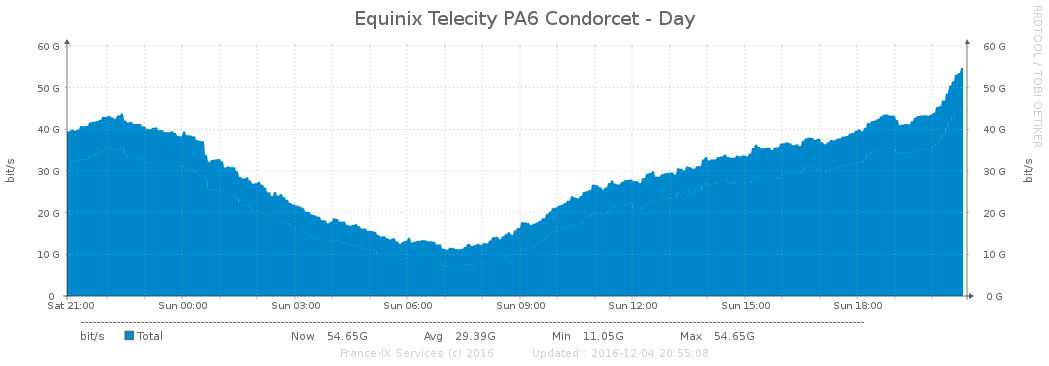 Equinix Telecity PA6 Condorcet - Day
RRDTOOL / TOBI OETIKER
bit/s
60 G 60 G
50 G 50 G
40 G 40 G
30 G 30 G
20 G 20 G
10 G 10 G
0 0 G
bit/s
Sat 21:00 Sun 00:00 Sun 03:00 Sun 06:00 Sun 09:00 Sun 12:00 Sun 15:00 Sun 18:00
bit/s Total Now 54.65G Avg 29.39G Min 11.05G Max 54.65G
France-IX Services (c) 2016 Updated : 2016-12-04 20:55:08